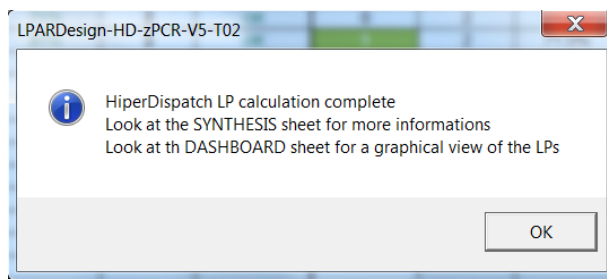 LPARDesign-HD-zPCR-V5-T02
HiperDispatch LP calculation complete
Look at the SYNTHESIS sheet for more informations
Look at th DASHBOARD sheet for a graphical view of the LPs
OK